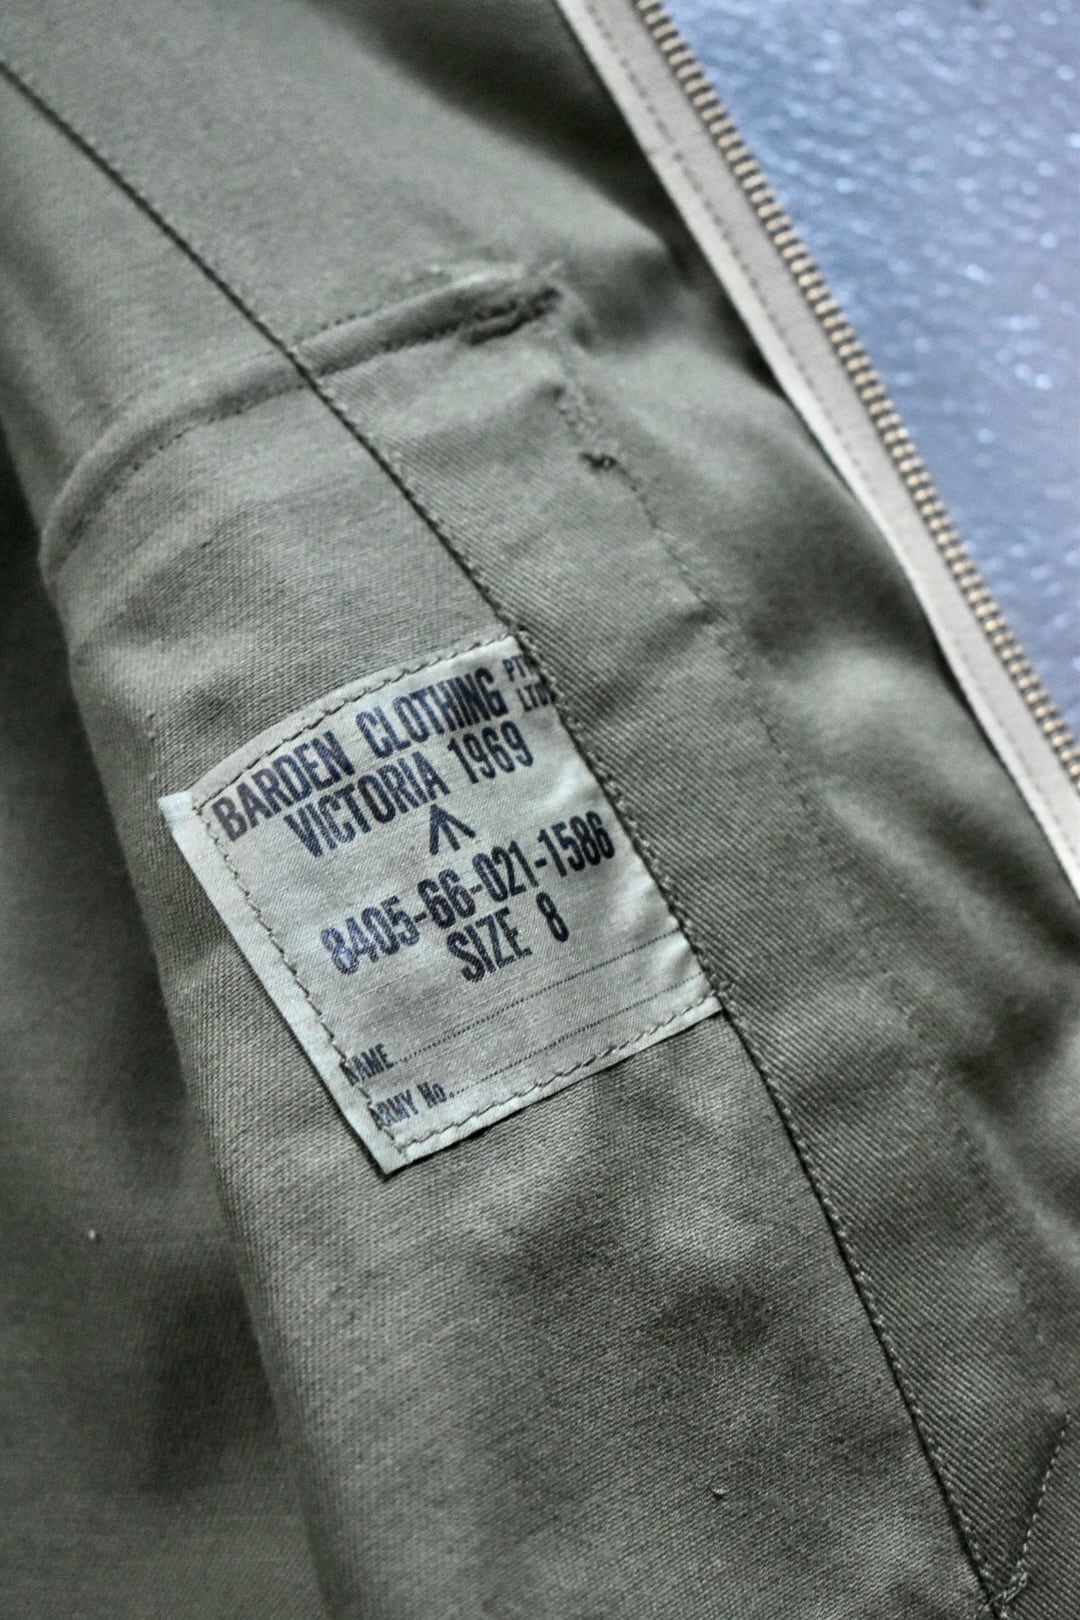 BARDEN CLOTHING PTY LTD
VICTORIA 1969
8405-66-021-1586
SIZE 8
NAME
ARMY No.